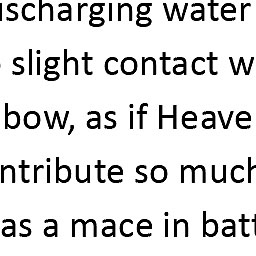 ischarging water
slight contact w
bow, as if Heave
ntribute so much
as a mace in batt